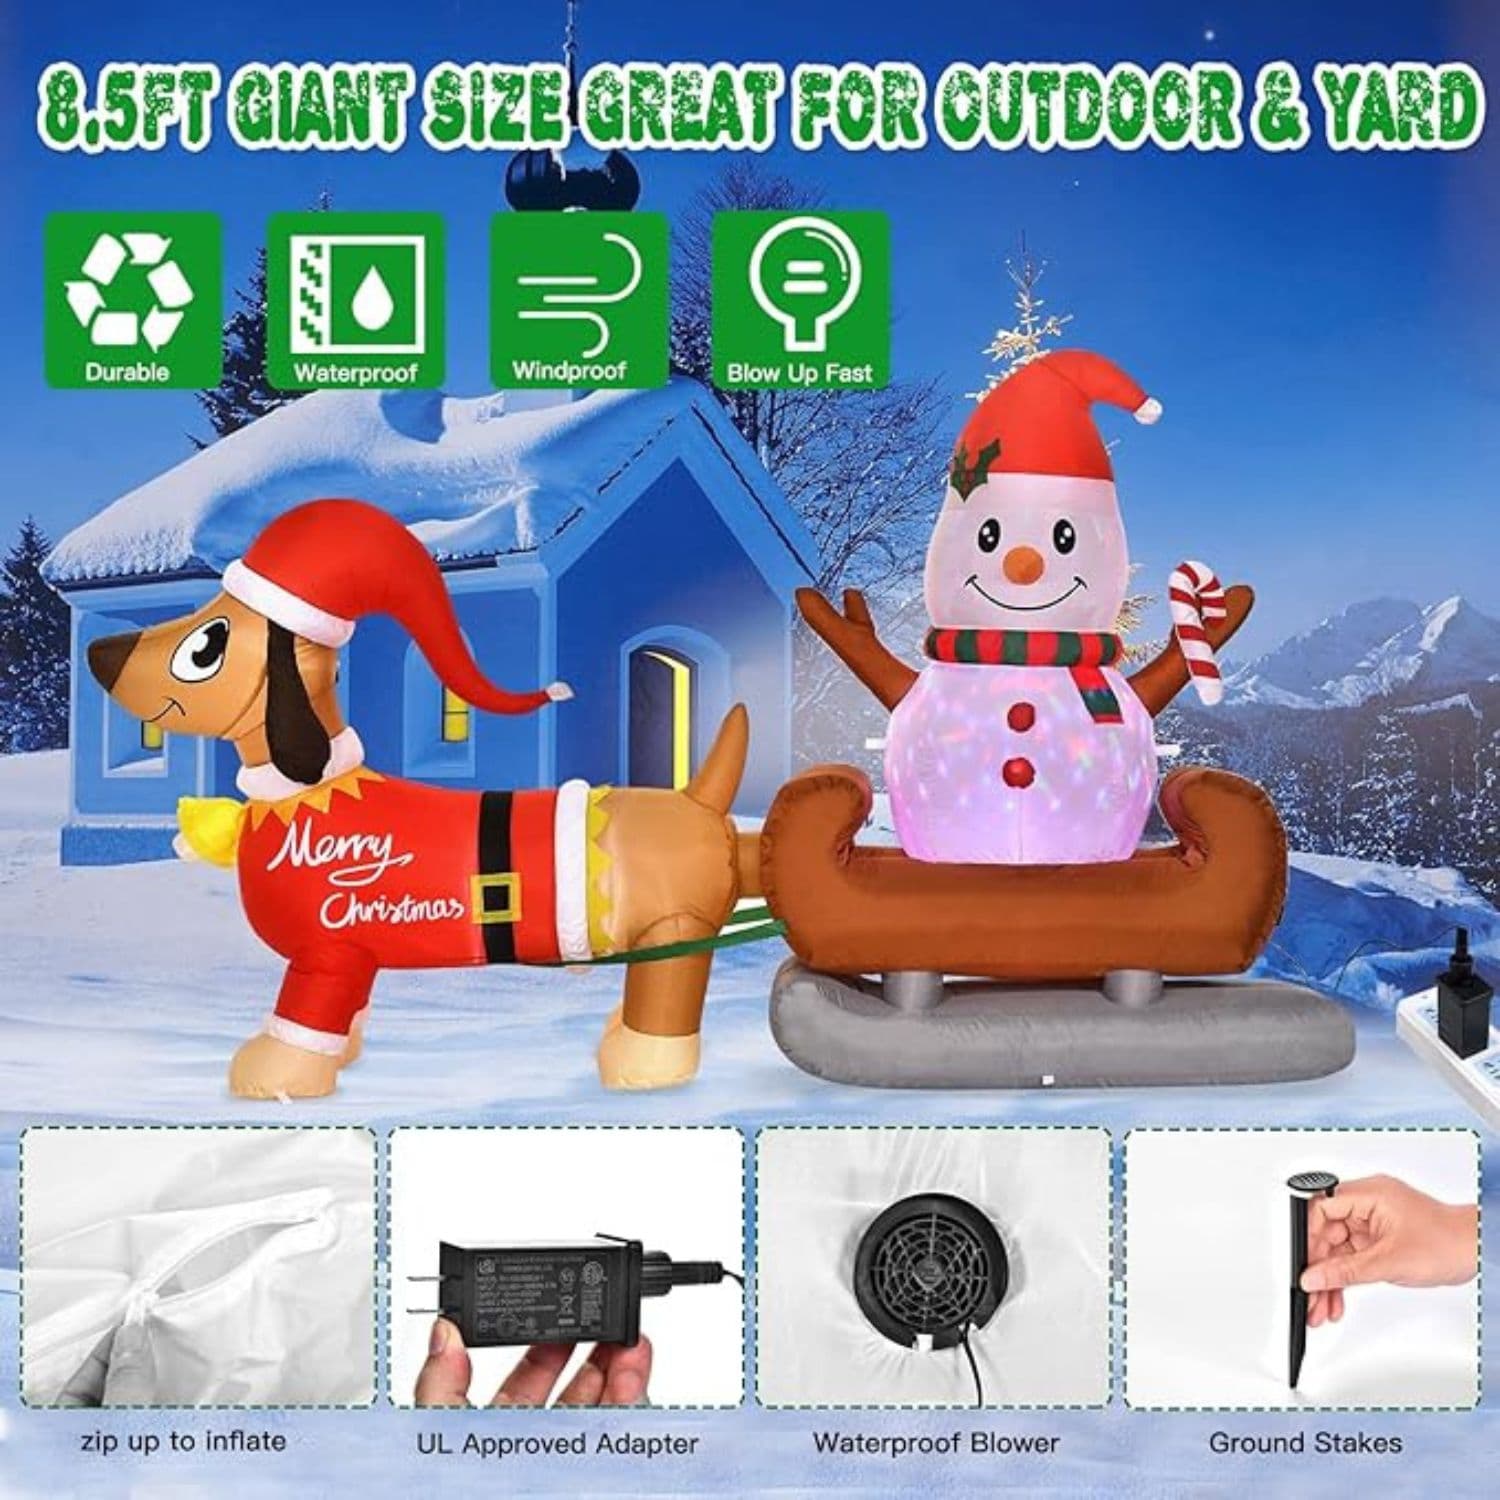 8.5FT GIANT SIZE GREAT FOR OUTDOOR & YARD
Durable
Waterproof
Windproof
Blow Up Fast
Merry
Christmas
zip up to inflate
UL Approved Adapter
Waterproof Blower
Ground Stakes